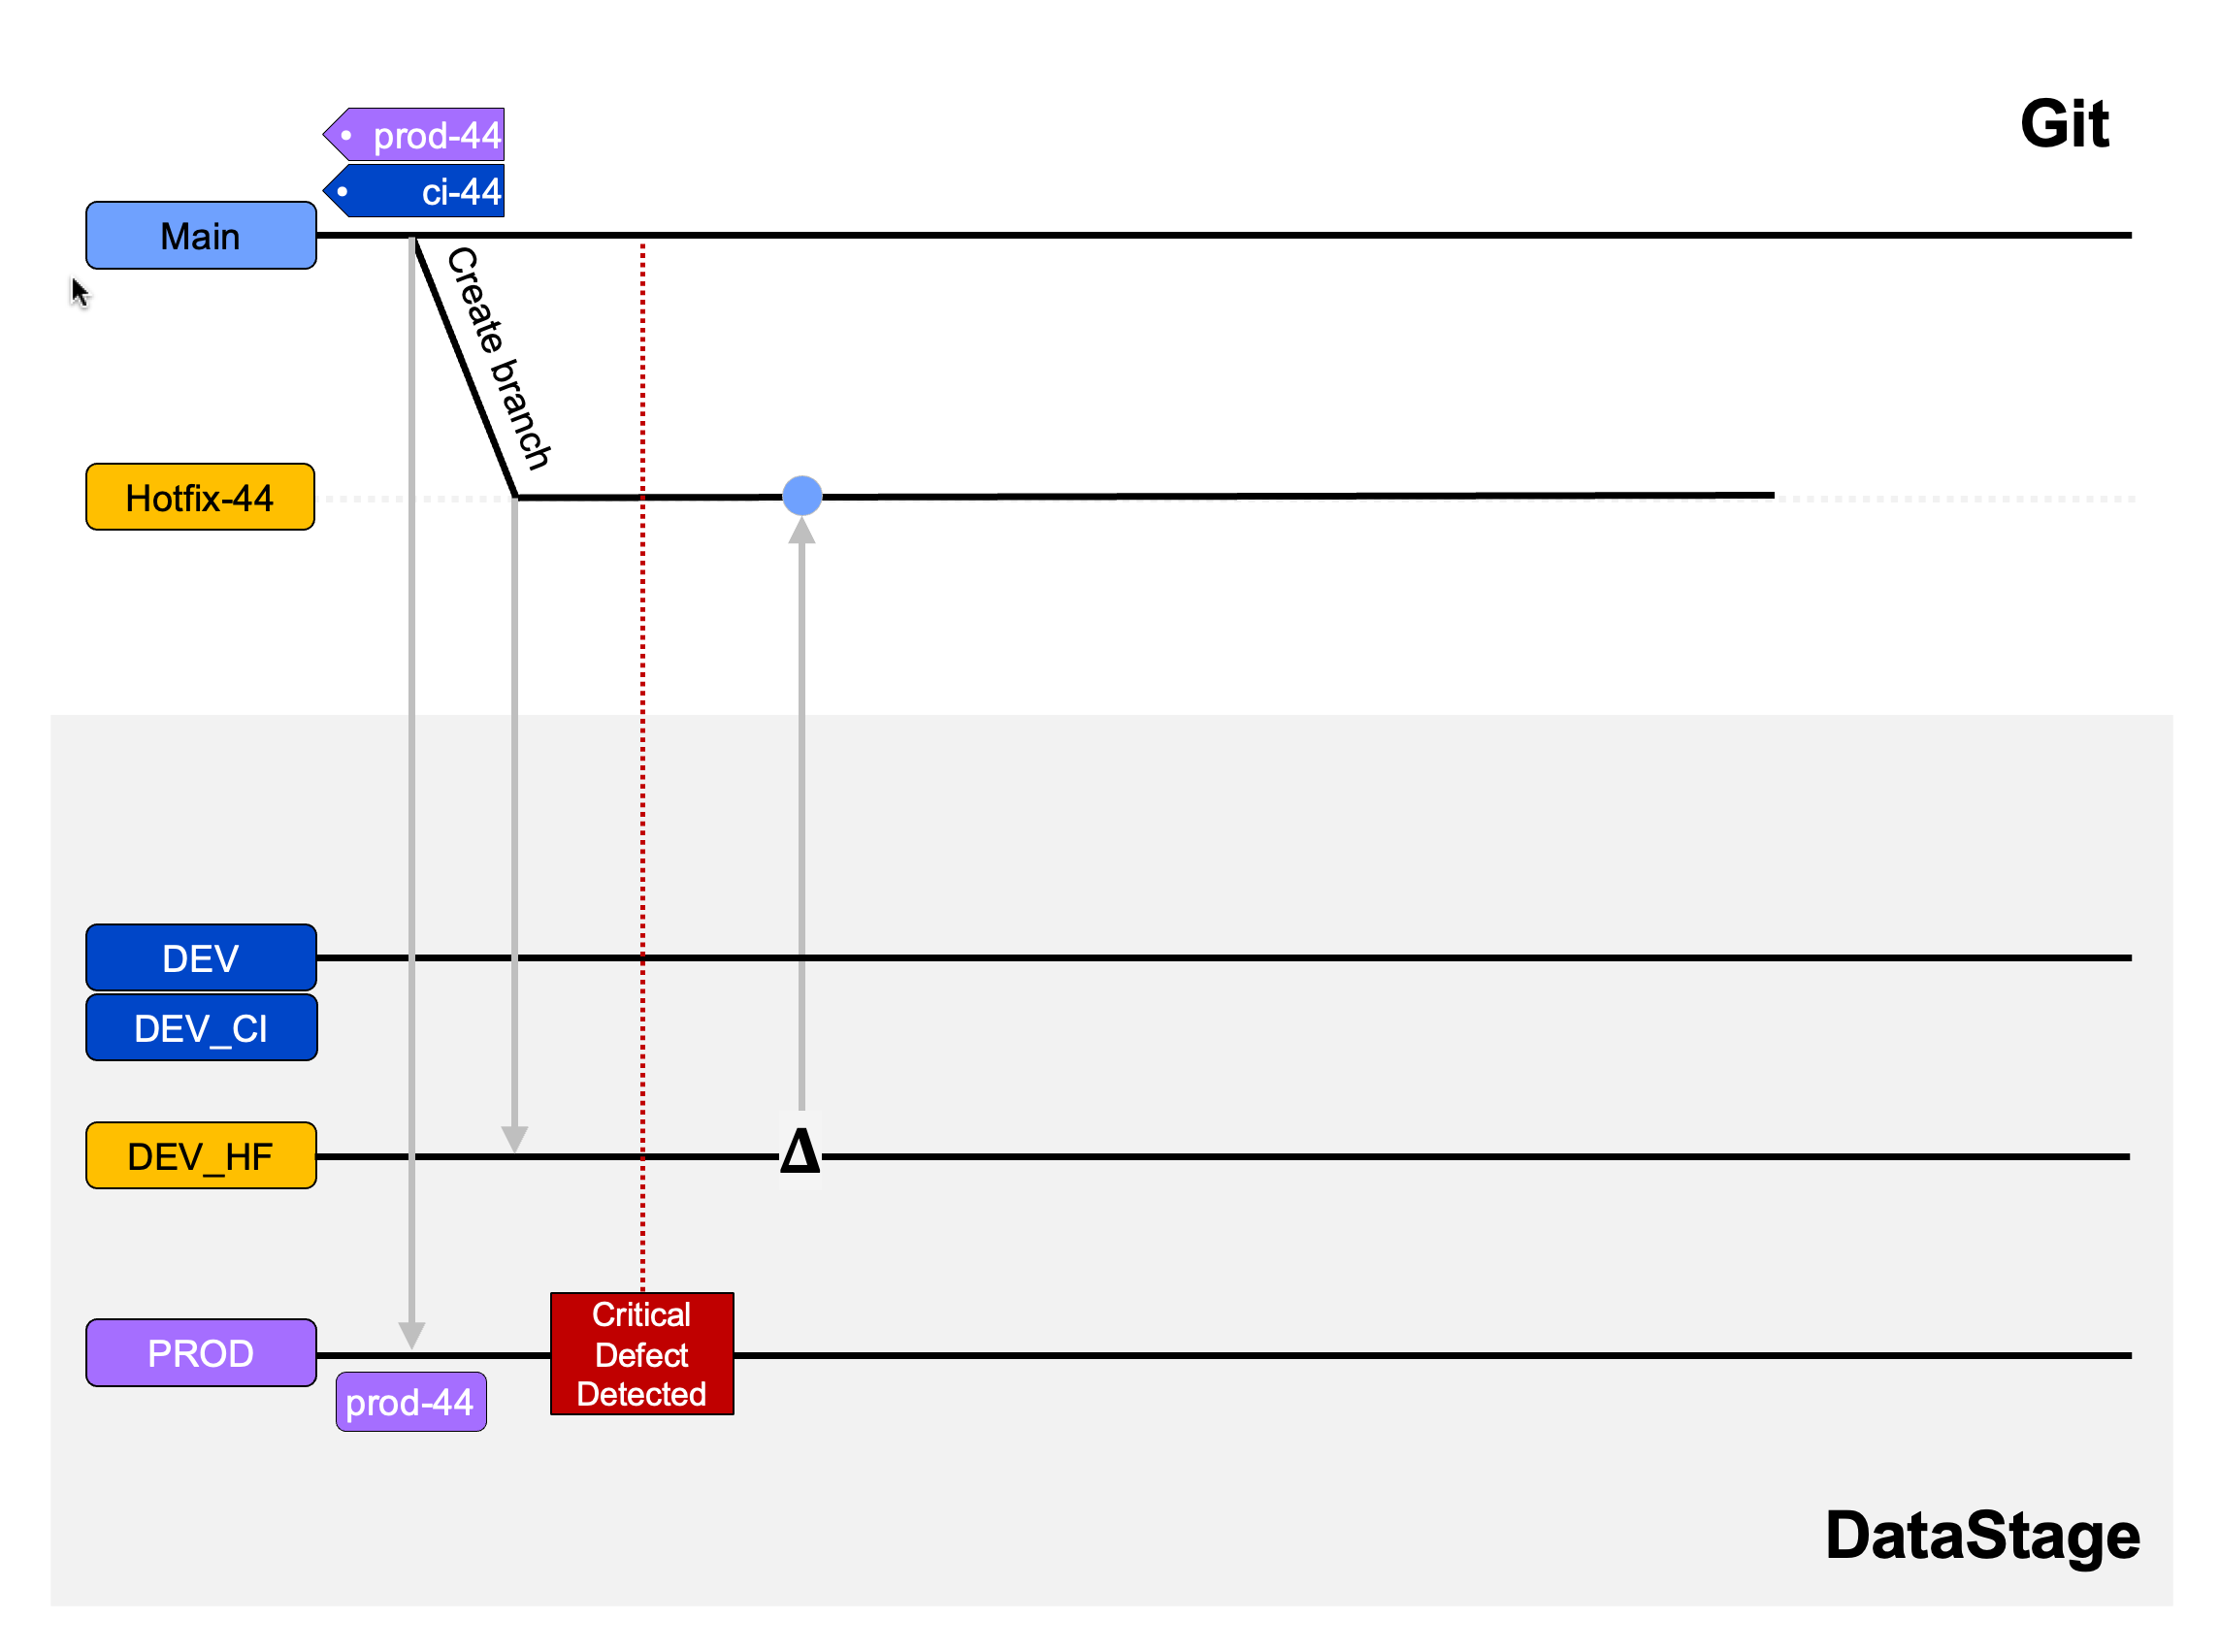 Git
prod-44
ci-44
Main
Create branch
Hotfix-44
DEV
DEV_CI
DEV_HF
Δ
PROD
Critical
Defect
Detected
prod-44
DataStage